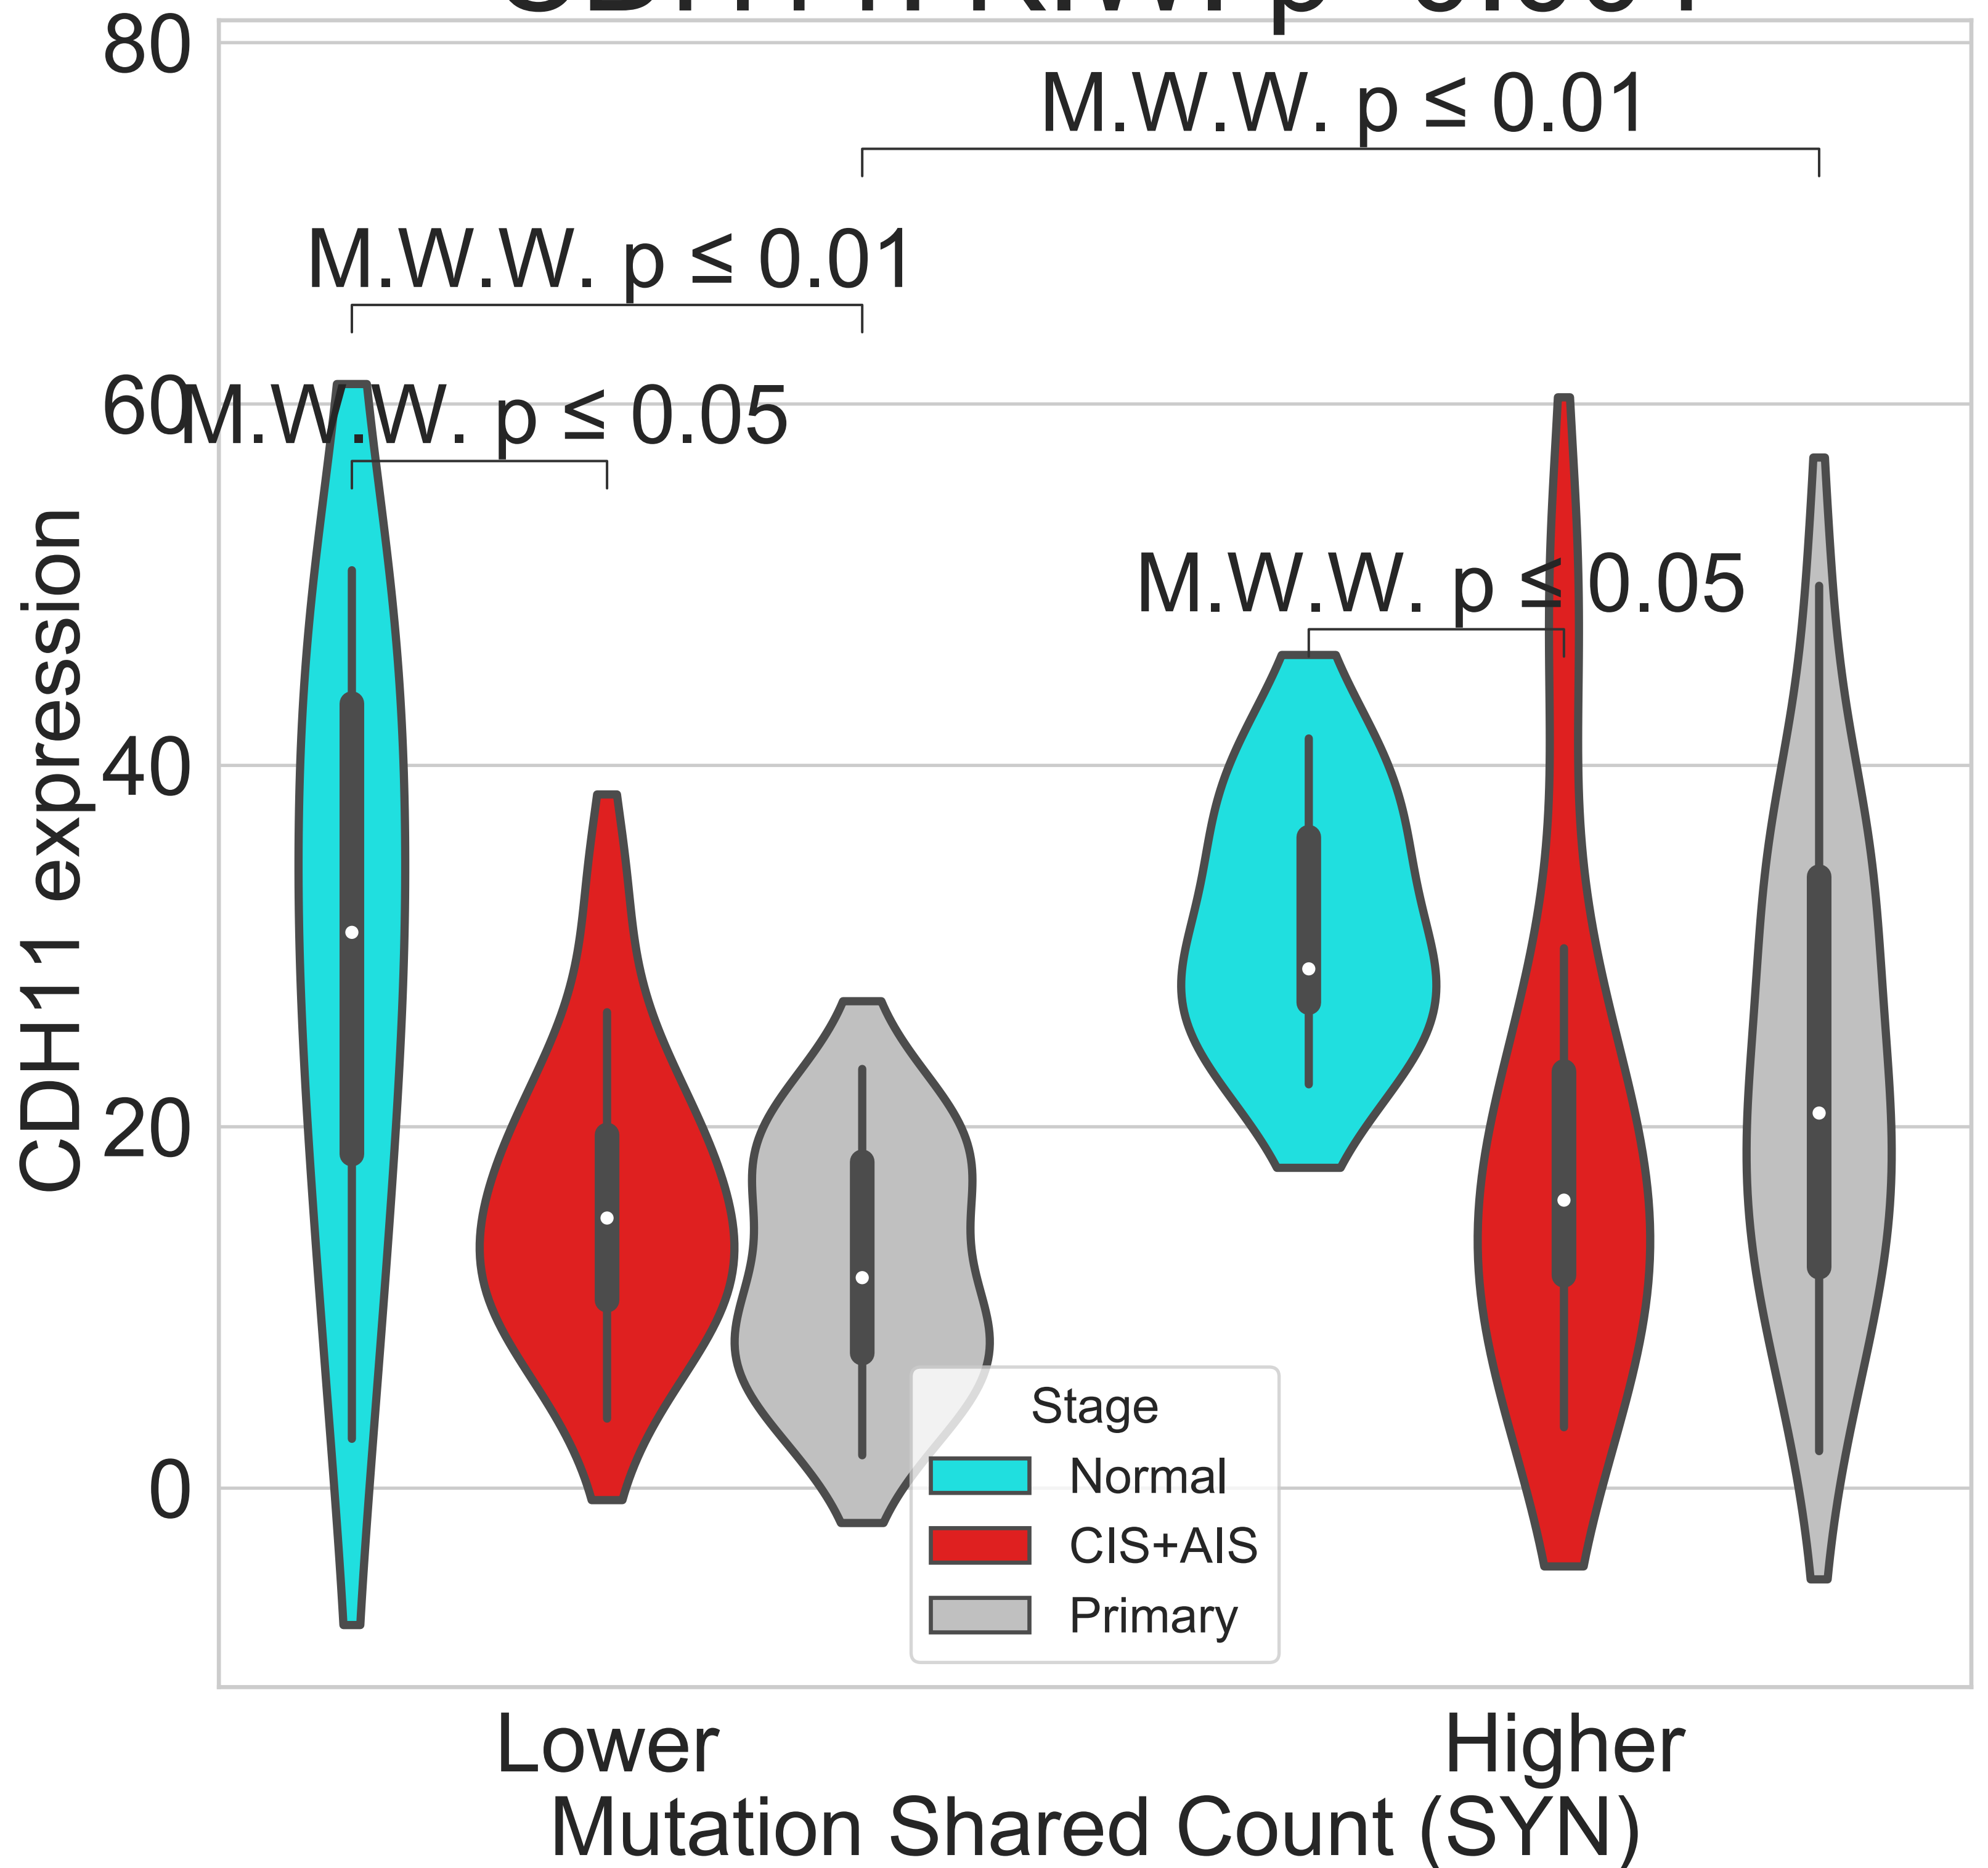 80
M.W.W. p ≤ 0.01
M.W.W. p ≤ 0.01
60
M.W.W. p ≤ 0.05
M.W.W. p ≤ 0.05
CDH11 expression
40
20
0
Stage
Normal
CIS+AIS
Primary
Lower
Higher
Mutation Shared Count (SYN)